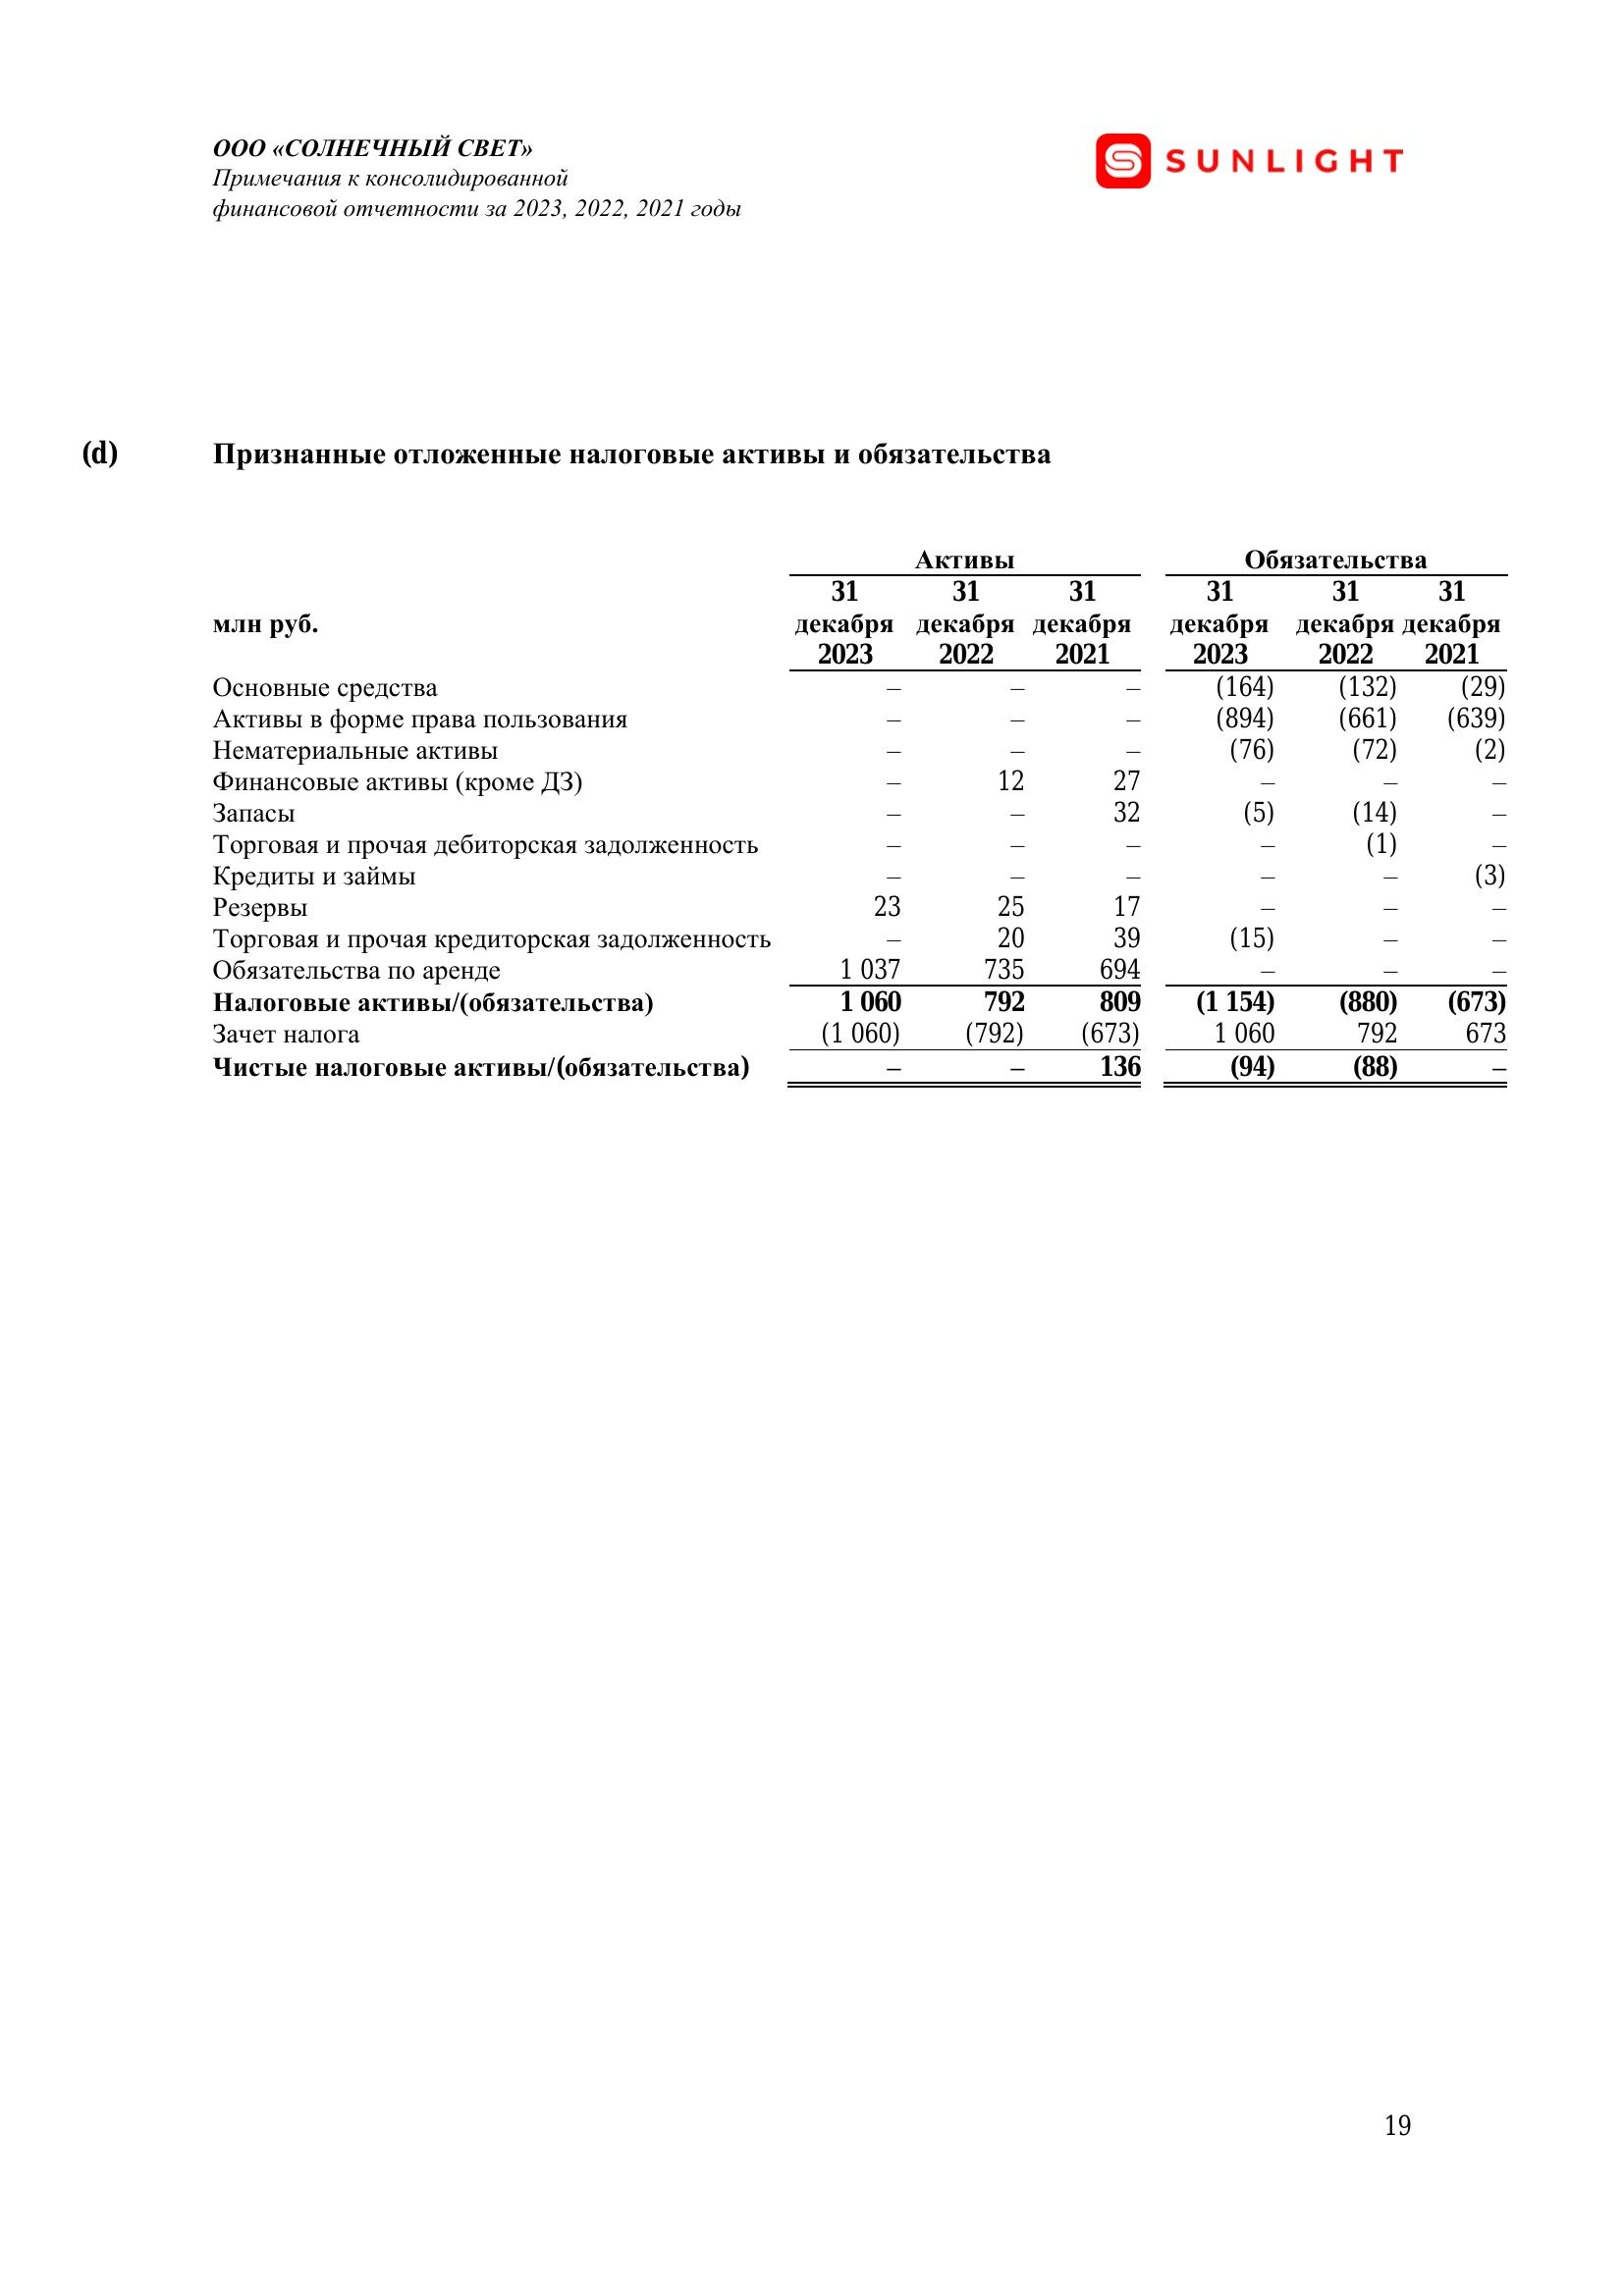 ООО «СОЛНЕЧНЫЙ СВЕТ»
Примечания к консолидированной
финансовой отчетности за 2023, 2022, 2021 годы
SUNLIGHT
(d) Признанные отложенные налоговые активы и обязательства
Активы Обязательства
31 31 31 31 31 31
млн руб. декабря декабря декабря декабря декабря декабря
2023 2022 2021 2023 2022 2021
Основные средства – – – (164) (132) (29)
Активы в форме права пользования – – – (894) (661) (639)
Нематериальные активы – – – (76) (72) (2)
Финансовые активы (кроме ДЗ) – 12 27 – – –
Запасы – – 32 (5) (14) –
Торговая и прочая дебиторская задолженность – – – – (1) –
Кредиты и займы – – – – – (3)
Резервы 23 25 17 – – –
Торговая и прочая кредиторская задолженность – 20 39 (15) – –
Обязательства по аренде 1 037 735 694 – – –
Налоговые активы/(обязательства) 1 060 792 809 (1 154) (880) (673)
Зачет налога (1 060) (792) (673) 1 060 792 673
Чистые налоговые активы/(обязательства) – – 136 (94) (88) –
19